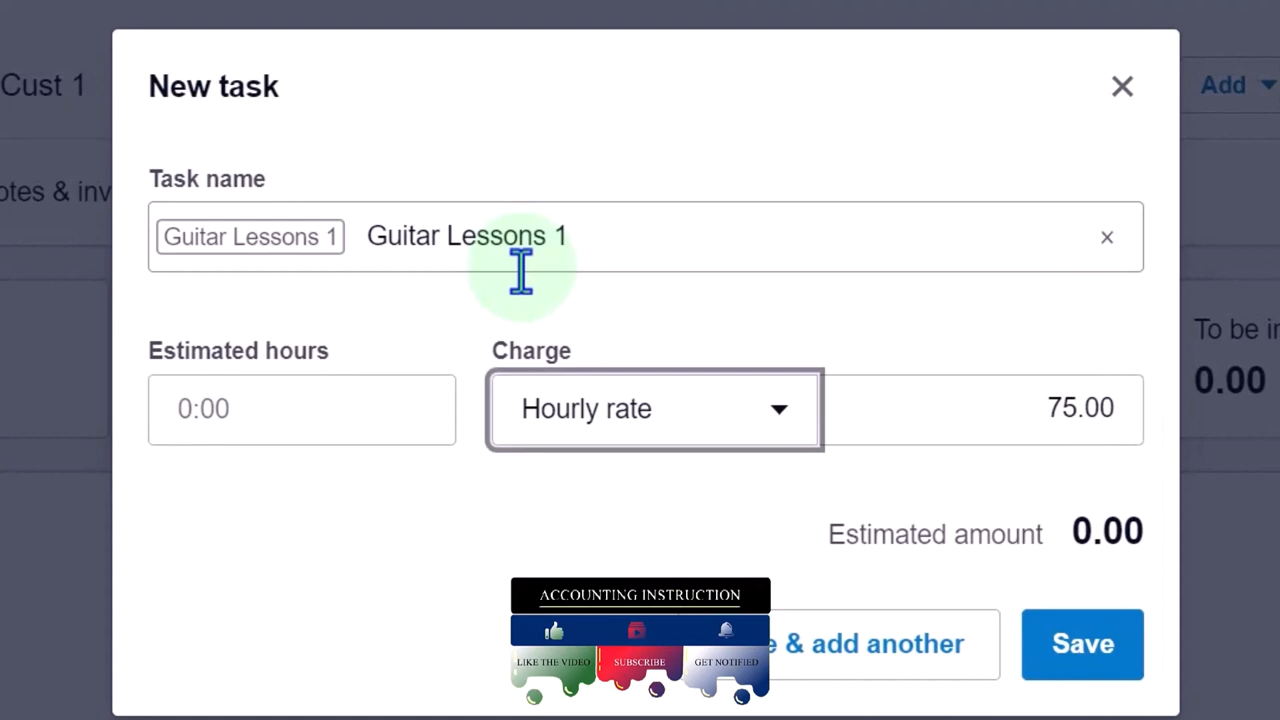 Cust 1
New task
Add
otes & inv
Task name
Guitar Lessons 1 Guitar Lessons 1
Estimated hours
Charge
0:00
Hourly rate
75.00
To be in
0.00
Estimated amount 0.00
ACCOUNTING INSTRUCTION
LIKE THE VIDEO
SUBSCRIBE
GET NOTIFIED
e & add another
Save